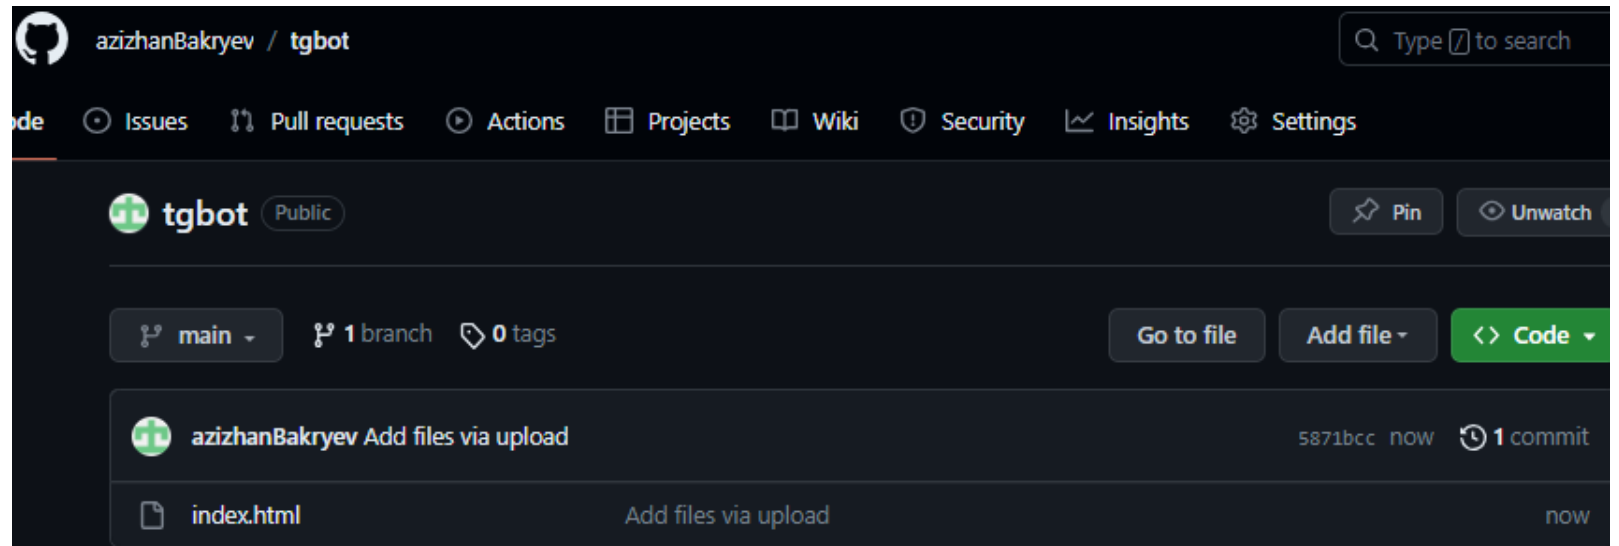 azizhanBakryev / tgbot
Type / to search
ode Issues Pull requests Actions Projects Wiki Security Insights Settings
tgbot Public
Pin Unwatch
main 1 branch 0 tags
Go to file Add file <> Code
azizhanBakryev Add files via upload 5871bcc now 1 commit
index.html Add files via upload now